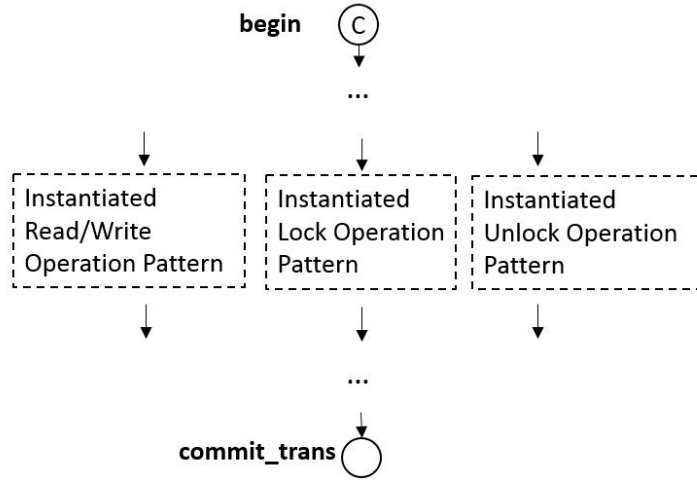 begin
C
...
Instantiated
Read/Write
Operation Pattern
Instantiated
Lock Operation
Pattern
Instantiated
Unlock Operation
Pattern
...
commit_trans